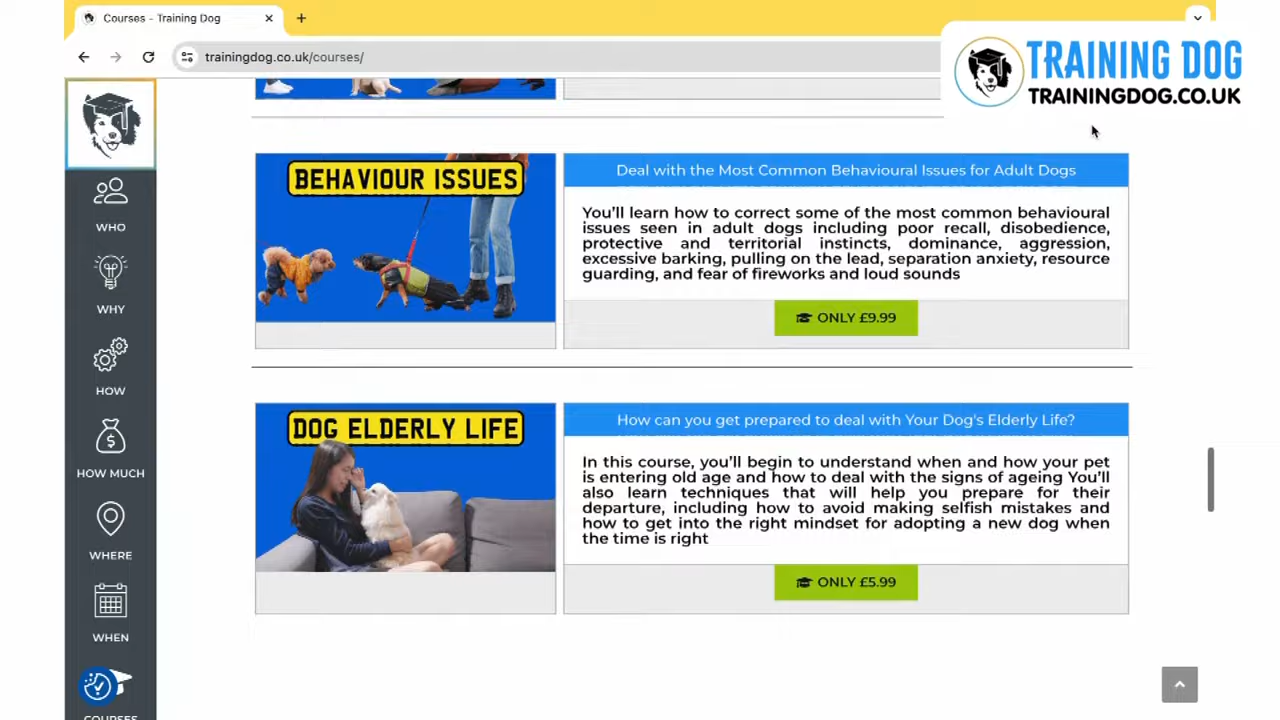 Courses - Training Dog
trainingdog.co.uk/courses/
TRAINING DOG
TRAININGDOG.CO.UK
WHO
WHY
HOW
HOW MUCH
WHERE
WHEN
COURSES
BEHAVIOUR ISSUES
Deal with the Most Common Behavioural Issues for Adult Dogs
You'll learn how to correct some of the most common behavioural
issues seen in adult dogs including poor recall, disobedience,
protective and territorial instincts, dominance, aggression,
excessive barking, pulling on the lead, separation anxiety, resource
guarding, and fear of fireworks and loud sounds
ONLY £9.99
DOG ELDERLY LIFE
How can you get prepared to deal with Your Dog's Elderly Life?
In this course, you'll begin to understand when and how your pet
is entering old age and how to deal with the signs of ageing You'll
also learn techniques that will help you prepare for their
departure, including how to avoid making selfish mistakes and
how to get into the right mindset for adopting a new dog when
the time is right
ONLY £5.99